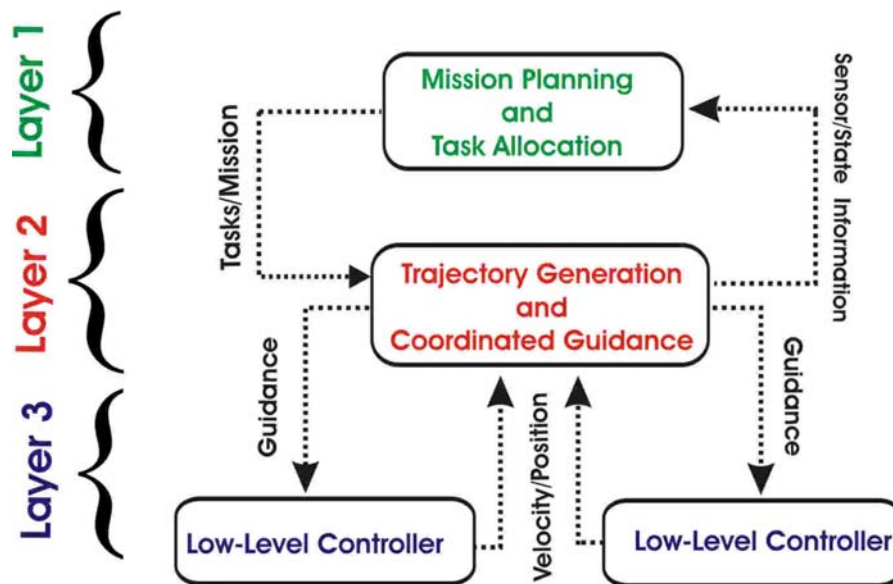 Layer 1
Mission Planning
and
Task Allocation
Sensor/State Information
Tasks/Mission
Layer 2
Trajectory Generation
and
Coordinated Guidance
Guidance
Guidance
Layer 3
Velocity/Position
Low-Level Controller
Low-Level Controller